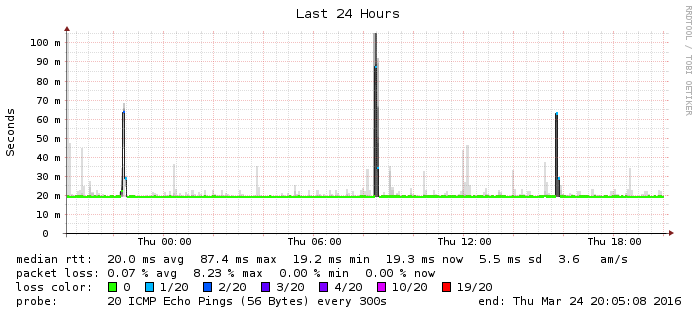 Last 24 Hours
RRDTOOL / TOBI OETIKER
Seconds
100 m
90 m
80 m
70 m
60 m
50 m
40 m
30 m
20 m
10 m
0
Thu 00:00 Thu 06:00 Thu 12:00 Thu 18:00
median rtt: 20.0 ms avg 87.4 ms max 19.2 ms min 19.3 ms now 5.5 ms sd 3.6 am/s
packet loss: 0.07 % avg 8.23 % max 0.00 % min 0.00 % now
loss color: 0 1/20 2/20 3/20 4/20 10/20 19/20
probe: 20 ICMP Echo Pings (56 Bytes) every 300s end: Thu Mar 24 20:05:08 2016